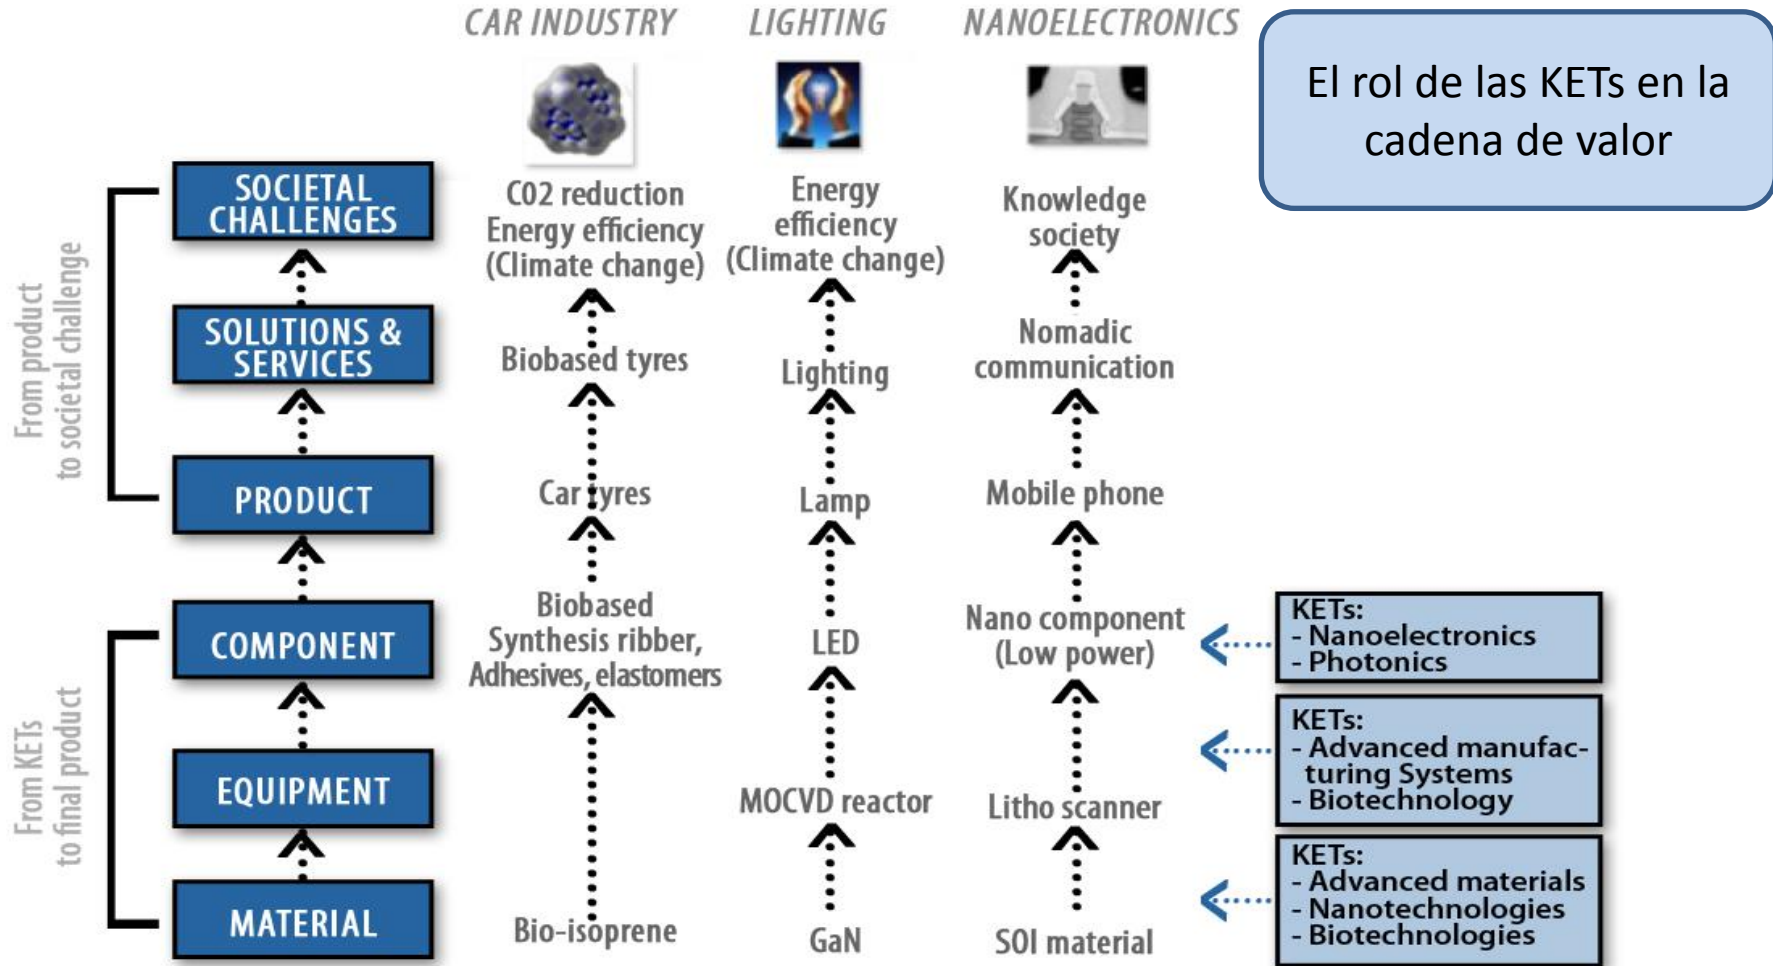 CAR INDUSTRY
LIGHTING
NANOELECTRONICS
El rol de las KETs en la
cadena de valor
From product
to societal challenge
From KETs
to final product
SOCIETAL
CHALLENGES
SOLUTIONS &
SERVICES
PRODUCT
COMPONENT
EQUIPMENT
MATERIAL
C02 reduction
Energy efficiency
(Climate change)
Biobased tyres
Car tyres
Biobased
Synthesis ribber,
Adhesives, elastomers
Bio-isoprene
Energy
efficiency
(Climate change)
Lighting
Lamp
LED
MOCVD reactor
GaN
Knowledge
society
Nomadic
communication
Mobile phone
Nano component
(Low power)
Litho scanner
SOI material
KETs:
- Nanoelectronics
- Photonics
KETs:
- Advanced manufac-
turing Systems
- Biotechnology
KETs:
- Advanced materials
- Nanotechnologies
- Biotechnologies